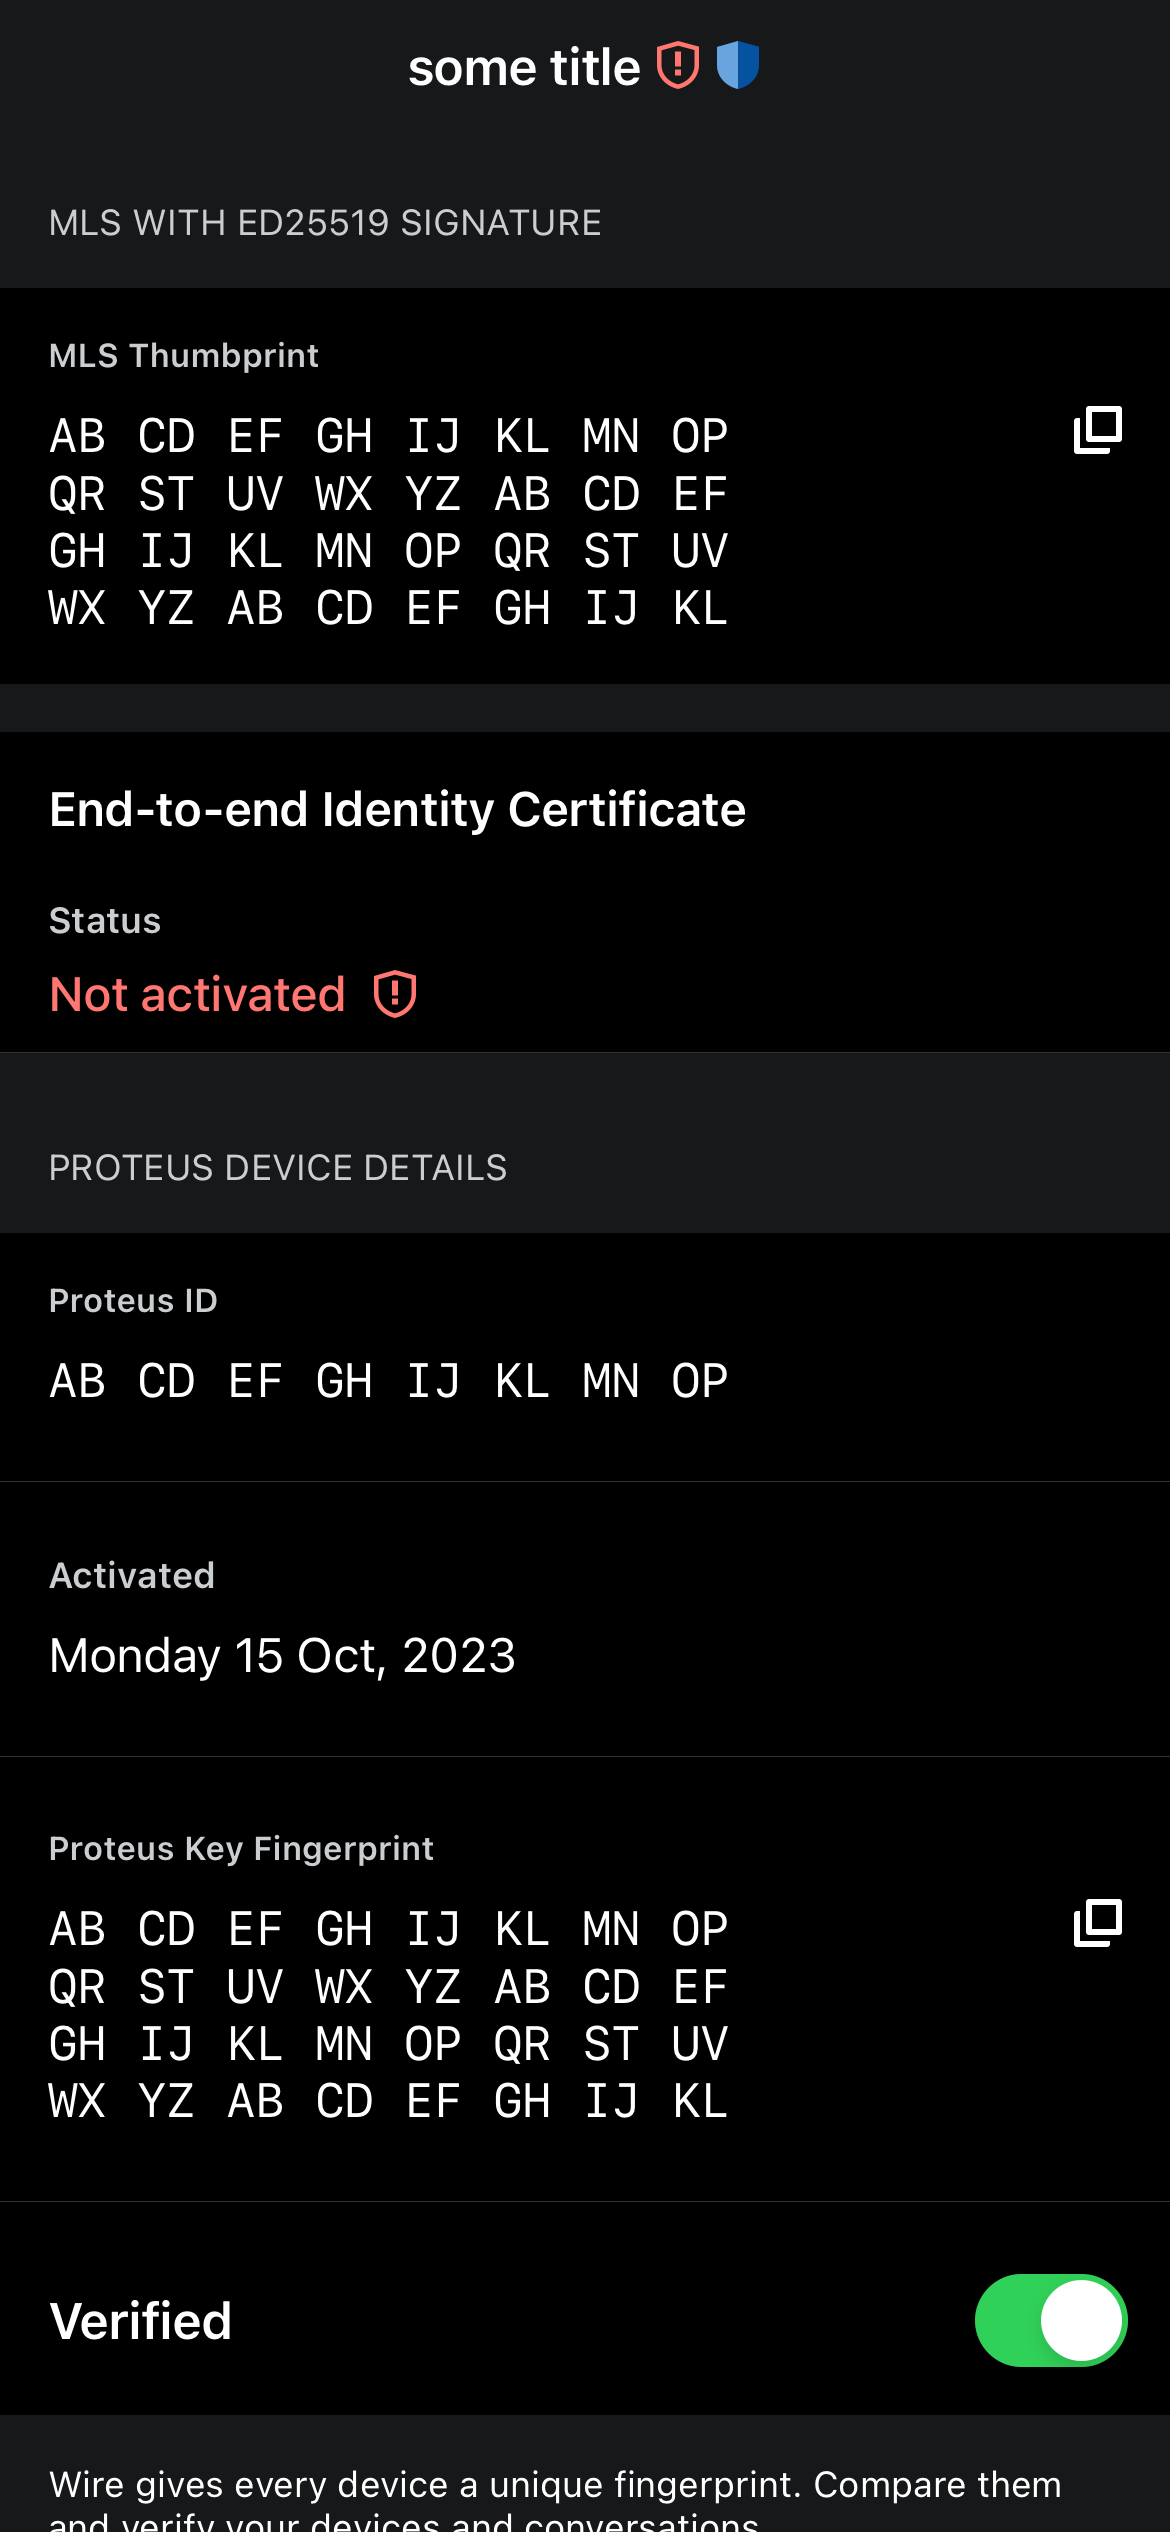 some title
MLS WITH ED25519 SIGNATURE
MLS Thumbprint
AB CD EF GH IJ KL MN OP
QR ST UV WX YZ AB CD EF
GH IJ KL MN OP QR ST UV
WX YZ AB CD EF GH IJ KL
End-to-end Identity Certificate
Status
Not activated
PROTEUS DEVICE DETAILS
Proteus ID
AB CD EF GH IJ KL MN OP
Activated
Monday 15 Oct, 2023
Proteus Key Fingerprint
AB CD EF GH IJ KL MN OP
QR ST UV WX YZ AB CD EF
GH IJ KL MN OP QR ST UV
WX YZ AB CD EF GH IJ KL
Verified
Wire gives every device a unique fingerprint. Compare them
and verify your devices and conversations.